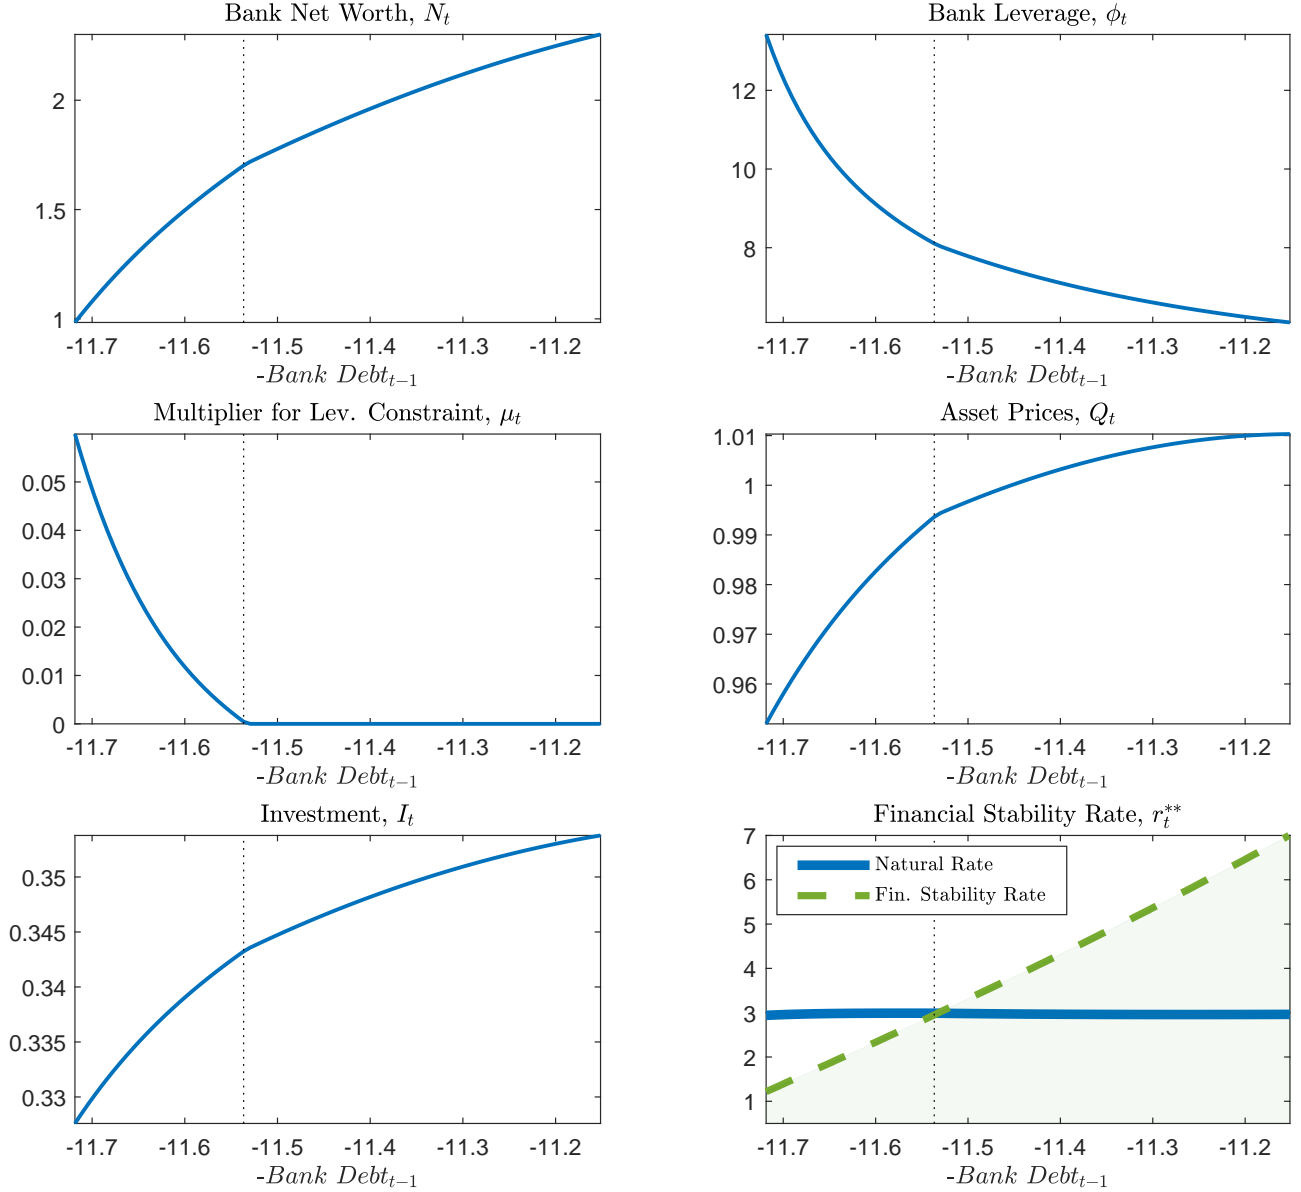 Bank Net Worth, N_t
2
1.5
1
-11.7 -11.6 -11.5 -11.4 -11.3 -11.2
-Bank Debt_{t−1}
Bank Leverage, ϕ_t
12
10
8
-11.7 -11.6 -11.5 -11.4 -11.3 -11.2
-Bank Debt_{t−1}
Multiplier for Lev. Constraint, μ_t
0.05
0.04
0.03
0.02
0.01
0
-11.7 -11.6 -11.5 -11.4 -11.3 -11.2
-Bank Debt_{t−1}
Asset Prices, Q_t
1.01
1
0.99
0.98
0.97
0.96
-11.7 -11.6 -11.5 -11.4 -11.3 -11.2
-Bank Debt_{t−1}
Investment, I_t
0.35
0.345
0.34
0.335
0.33
-11.7 -11.6 -11.5 -11.4 -11.3 -11.2
-Bank Debt_{t−1}
Financial Stability Rate, r_t^{**}
7
6
5
4
3
2
1
Natural Rate
Fin. Stability Rate
-11.7 -11.6 -11.5 -11.4 -11.3 -11.2
-Bank Debt_{t−1}